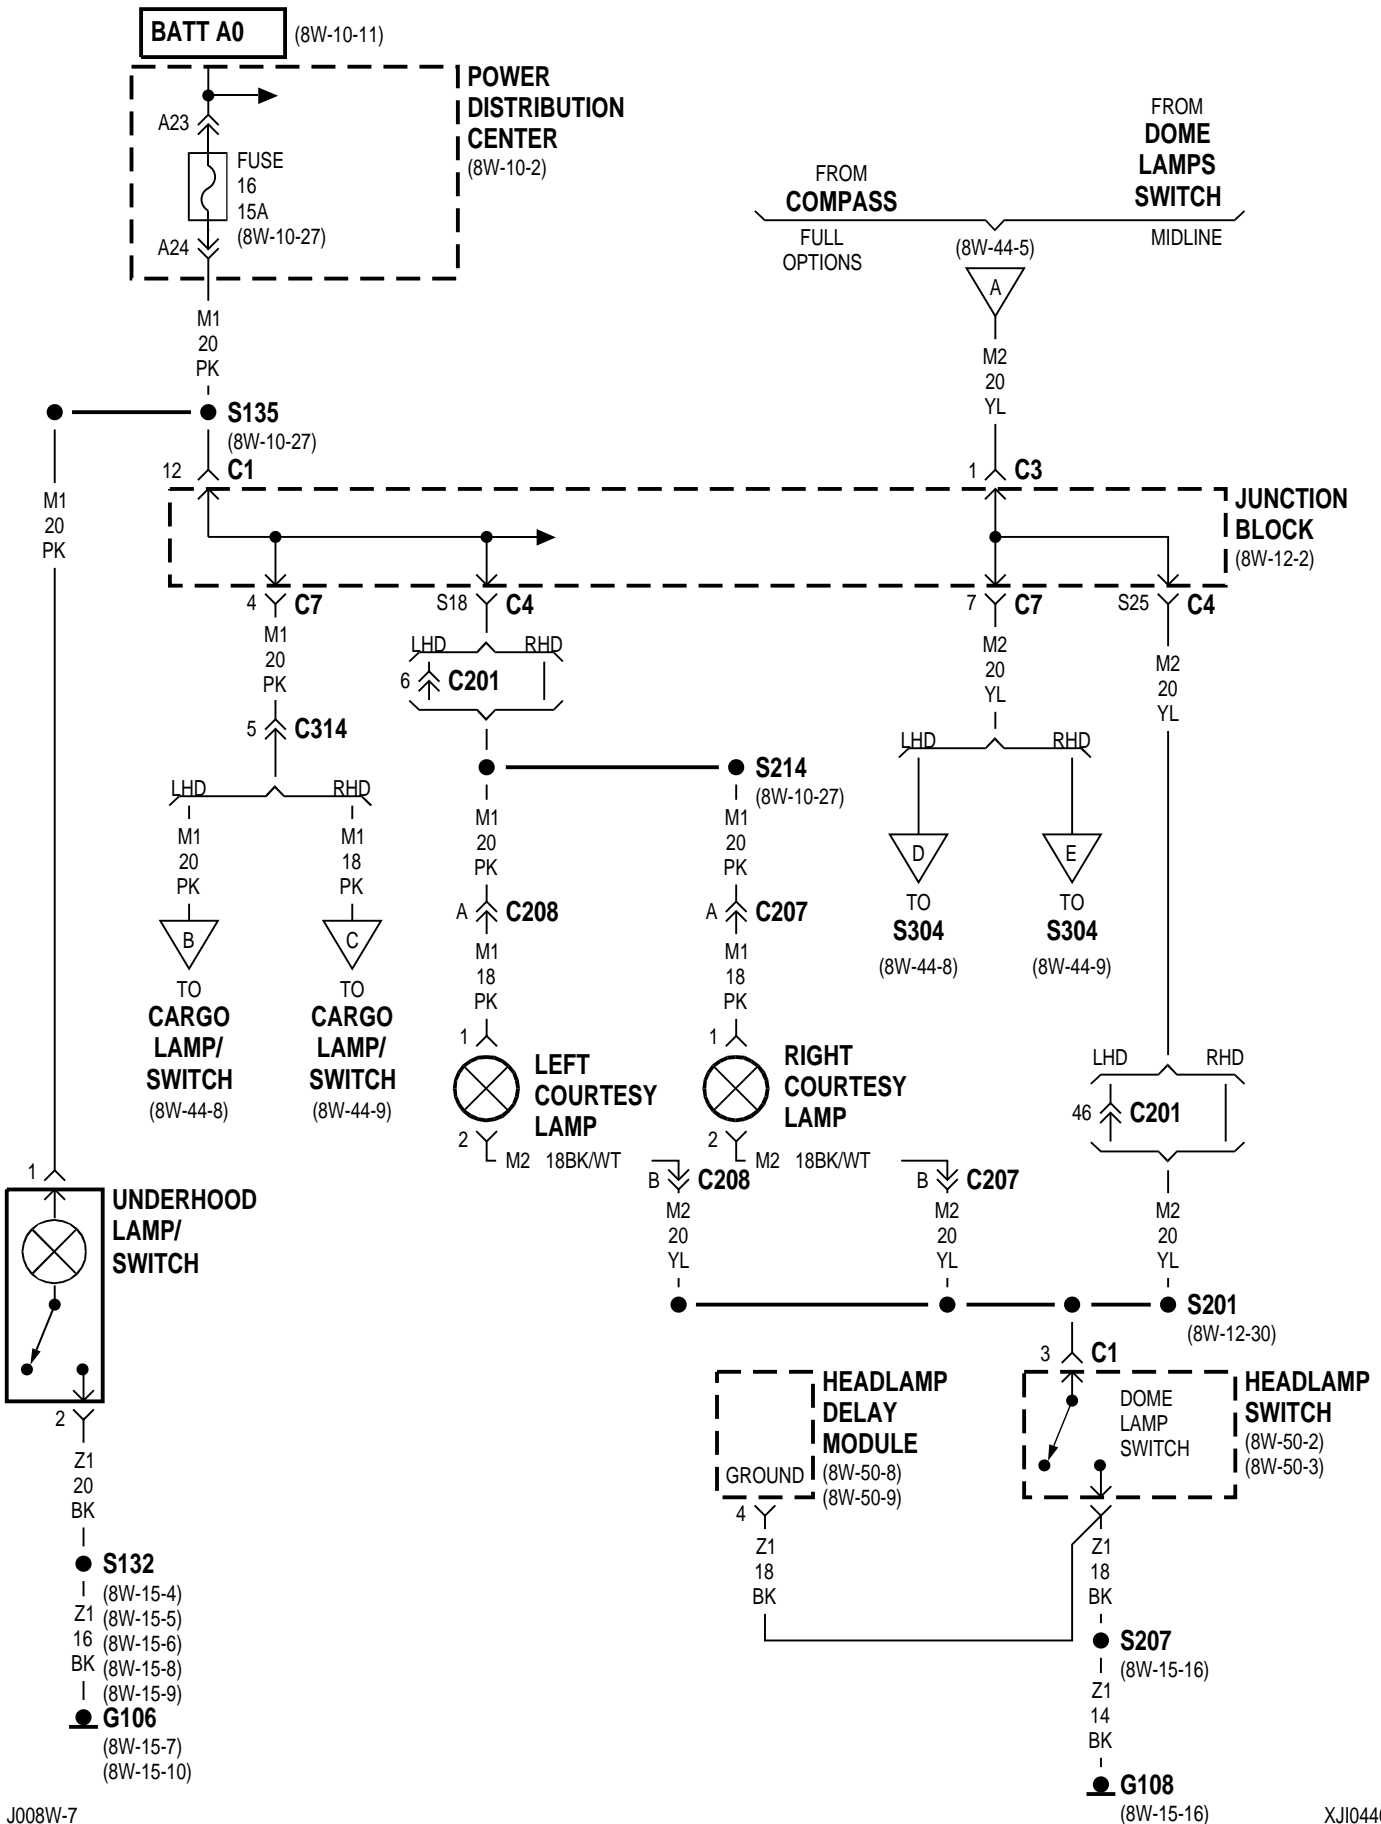 BATT A0 (8W-10-11)
POWER
DISTRIBUTION
CENTER
(8W-10-2)
A23
FUSE
16
15A
(8W-10-27)
A24
FROM
COMPASS
FROM
DOME
LAMPS
SWITCH
FULL
OPTIONS
(8W-44-5)
MIDLINE
A
M1
20
PK
M2
20
YL
S135
(8W-10-27)
12 C1
1 C3
M1
20
PK
JUNCTION
BLOCK
(8W-12-2)
4 C7
S18 C4
7 C7
S25 C4
M1
20
PK
LHD RHD
6 C201
M2
20
YL
M2
20
YL
5 C314
LHD RHD
M1
20
PK
M1
18
PK
B
C
TO
CARGO
LAMP/
SWITCH
(8W-44-8)
TO
CARGO
LAMP/
SWITCH
(8W-44-9)
S214
(8W-10-27)
M1
20
PK
M1
20
PK
A C208
A C207
M1
18
PK
M1
18
PK
LHD RHD
D
E
TO
S304
(8W-44-8)
TO
S304
(8W-44-9)
1
LEFT
COURTESY
LAMP
2
M2 18BK/WT
1
RIGHT
COURTESY
LAMP
2
M2 18BK/WT
LHD RHD
46 C201
B C208
B C207
M2
20
YL
M2
20
YL
M2
20
YL
1
UNDERHOOD
LAMP/
SWITCH
2
S201
(8W-12-30)
3 C1
HEADLAMP
DELAY
MODULE
(8W-50-8)
(8W-50-9)
GROUND
4
DOME
LAMP
SWITCH
HEADLAMP
SWITCH
(8W-50-2)
(8W-50-3)
Z1
20
BK
Z1
18
BK
Z1
18
BK
S132
(8W-15-4)
(8W-15-5)
(8W-15-6)
(8W-15-8)
(8W-15-9)
Z1
16
BK
G106
(8W-15-7)
(8W-15-10)
S207
(8W-15-16)
Z1
14
BK
G108
(8W-15-16)
J008W-7